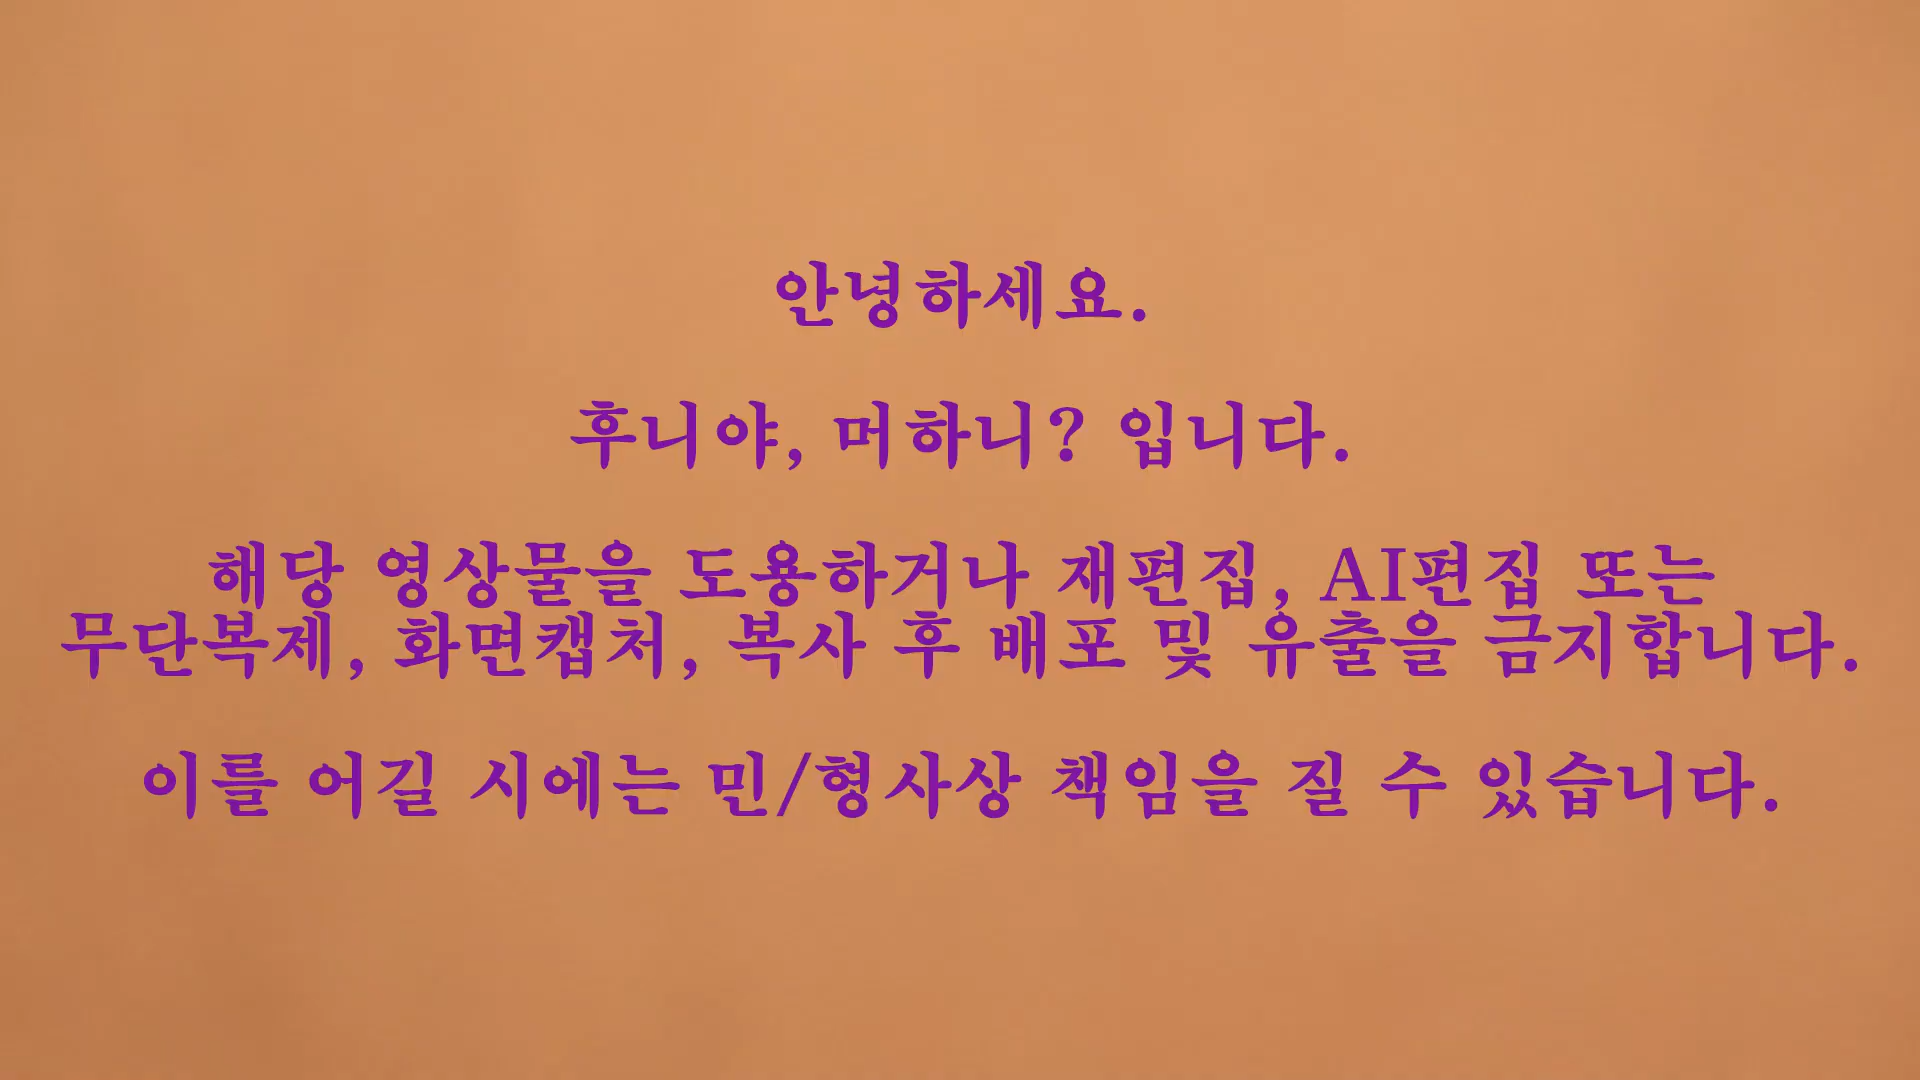 안녕하세요.
후니야, 머하니? 입니다.
해당 영상물을 도용하거나 재편집, AI편집 또는
무단복제, 화면캡처, 복사 후 배포 및 유출을 금지합니다.
이를 어길 시에는 민/형사상 책임을 질 수 있습니다.